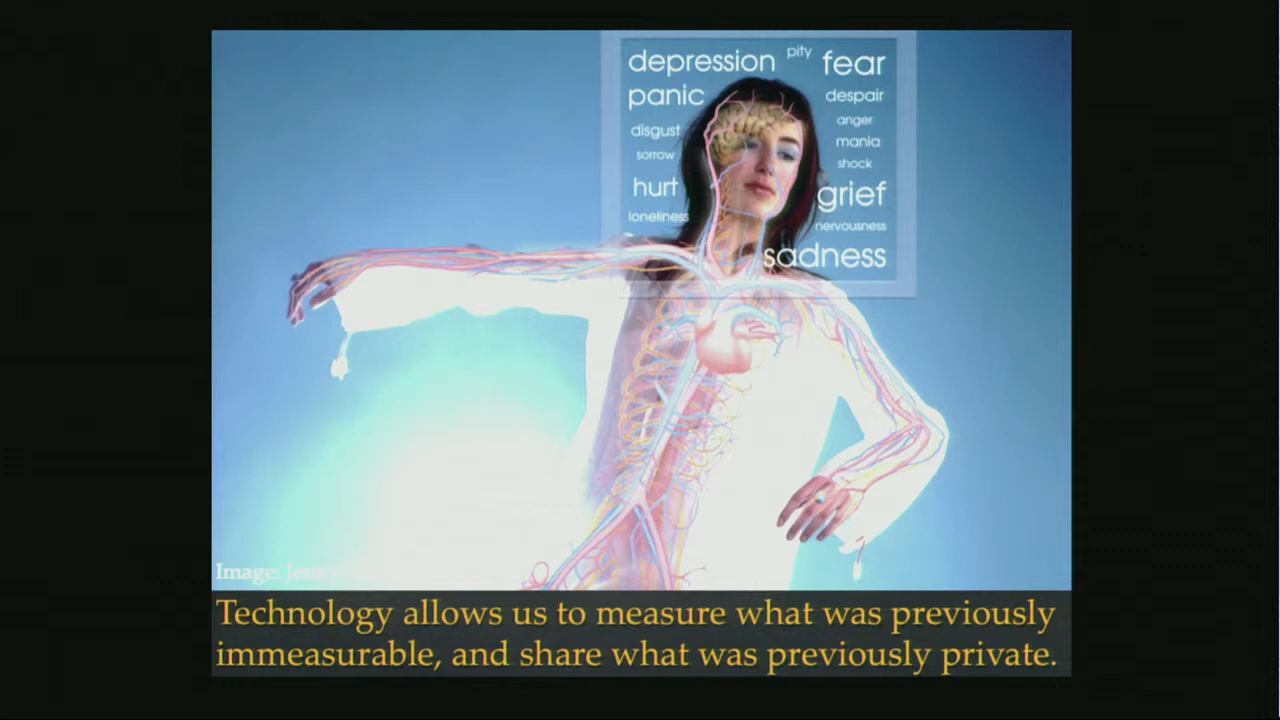 depression pity fear
panic despair
disgust anger
sorrow mania
shock
hurt grief
loneliness nervousness
sadness
Image:
Technology allows us to measure what was previously
immeasurable, and share what was previously private.